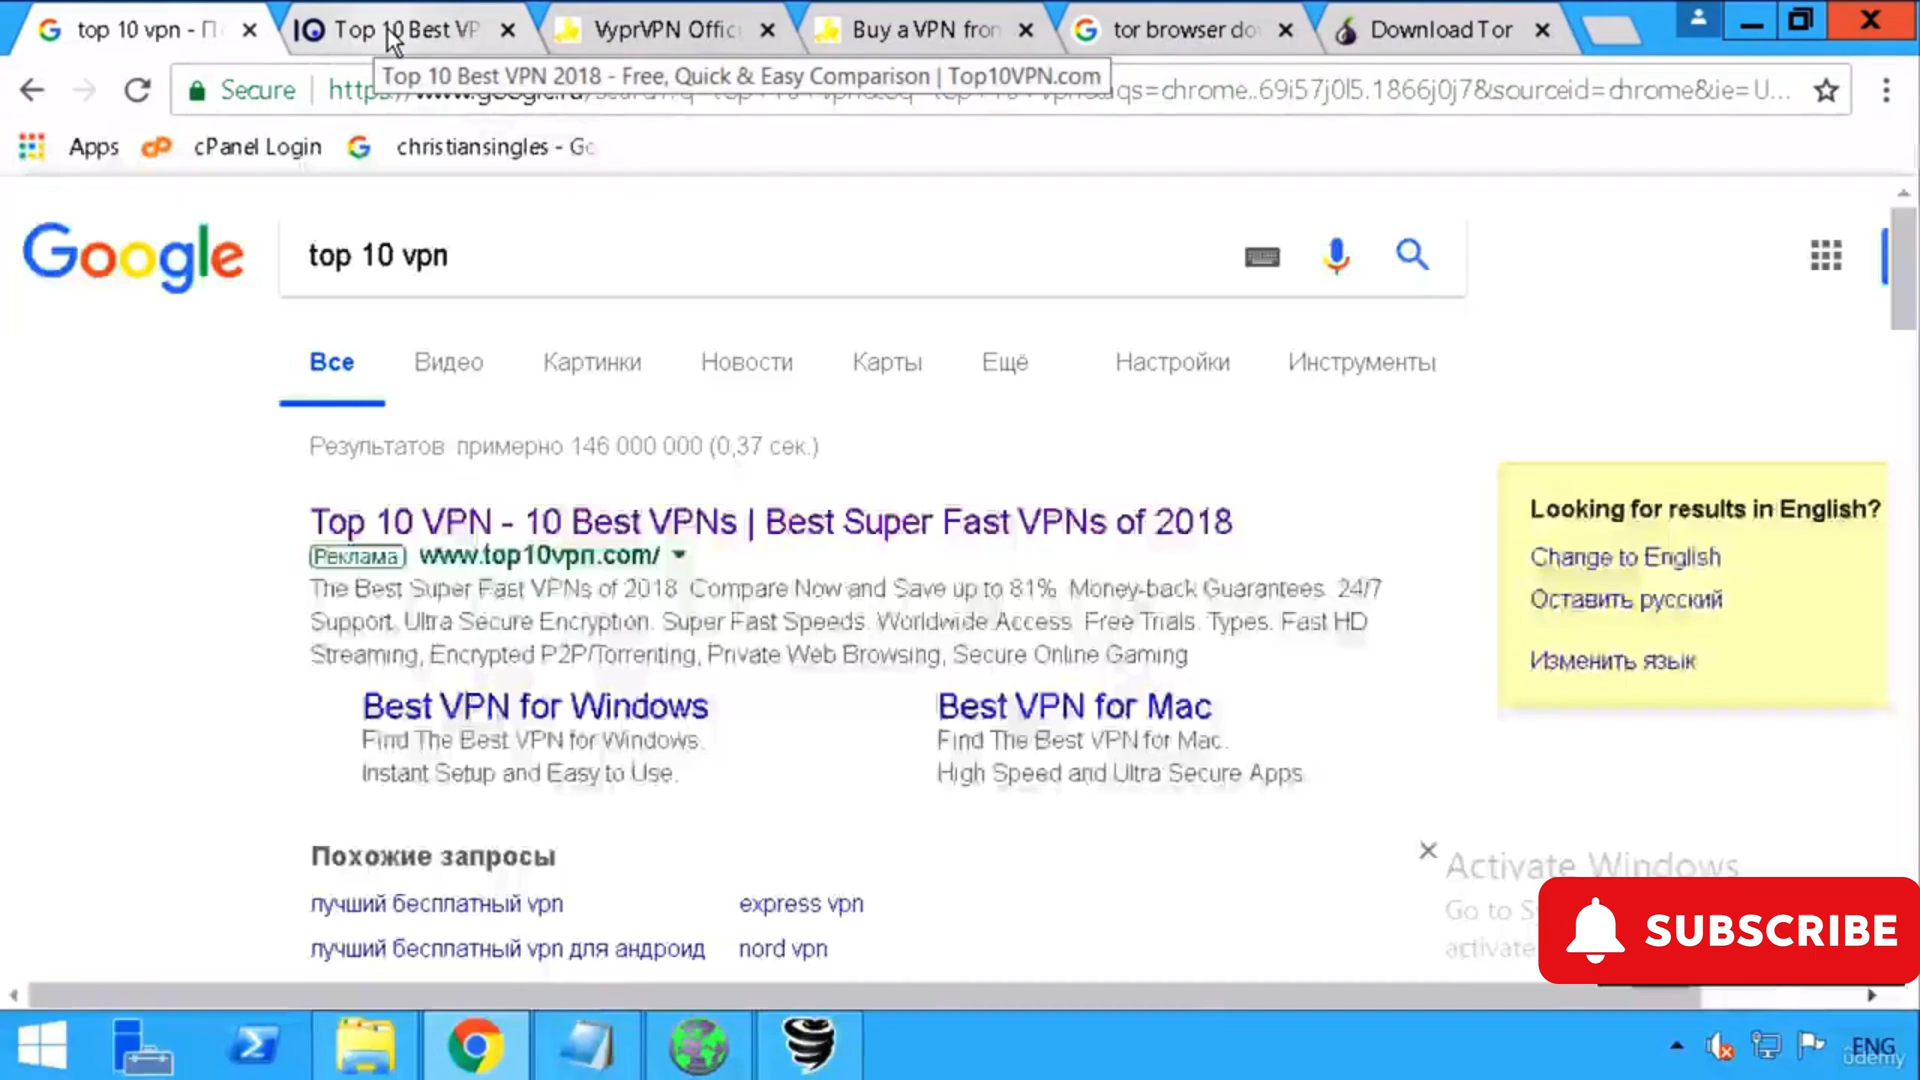 top 10 vpn - П
Top 10 Best VP
VyprVPN Offic
Buy a VPN fron
tor browser do
Download Tor
Top 10 Best VPN 2018 - Free, Quick & Easy Comparison | Top10VPN.com
Secure
Apps
cPanel Login
christiansingles - Go
Google
top 10 vpn
Все
Видео
Картинки
Новости
Карты
Ещё
Настройки
Инструменты
Результатов примерно 146 000 000 (0,37 сек.)
Top 10 VPN - 10 Best VPNs | Best Super Fast VPNs of 2018
Реклама www.top10vpn.com/
The Best Super Fast VPNs of 2018. Compare Now and Save up to 81%. Money-back Guarantees. 24/7
Support. Ultra Secure Encryption. Super Fast Speeds. Worldwide Access. Free Trials. Types. Fast HD
Streaming, Encrypted P2P/Torrenting, Private Web Browsing, Secure Online Gaming
Best VPN for Windows
Find The Best VPN for Windows.
Instant Setup and Easy to Use.
Best VPN for Mac
Find The Best VPN for Mac.
High Speed and Ultra Secure Apps.
Looking for results in English?
Change to English
Оставить русский
Изменить язык
Похожие запросы
лучший бесплатный vpn
express vpn
лучший бесплатный vpn для андроид
nord vpn
Activate Windows
Go to S
activate
SUBSCRIBE
ENG
ûdemy